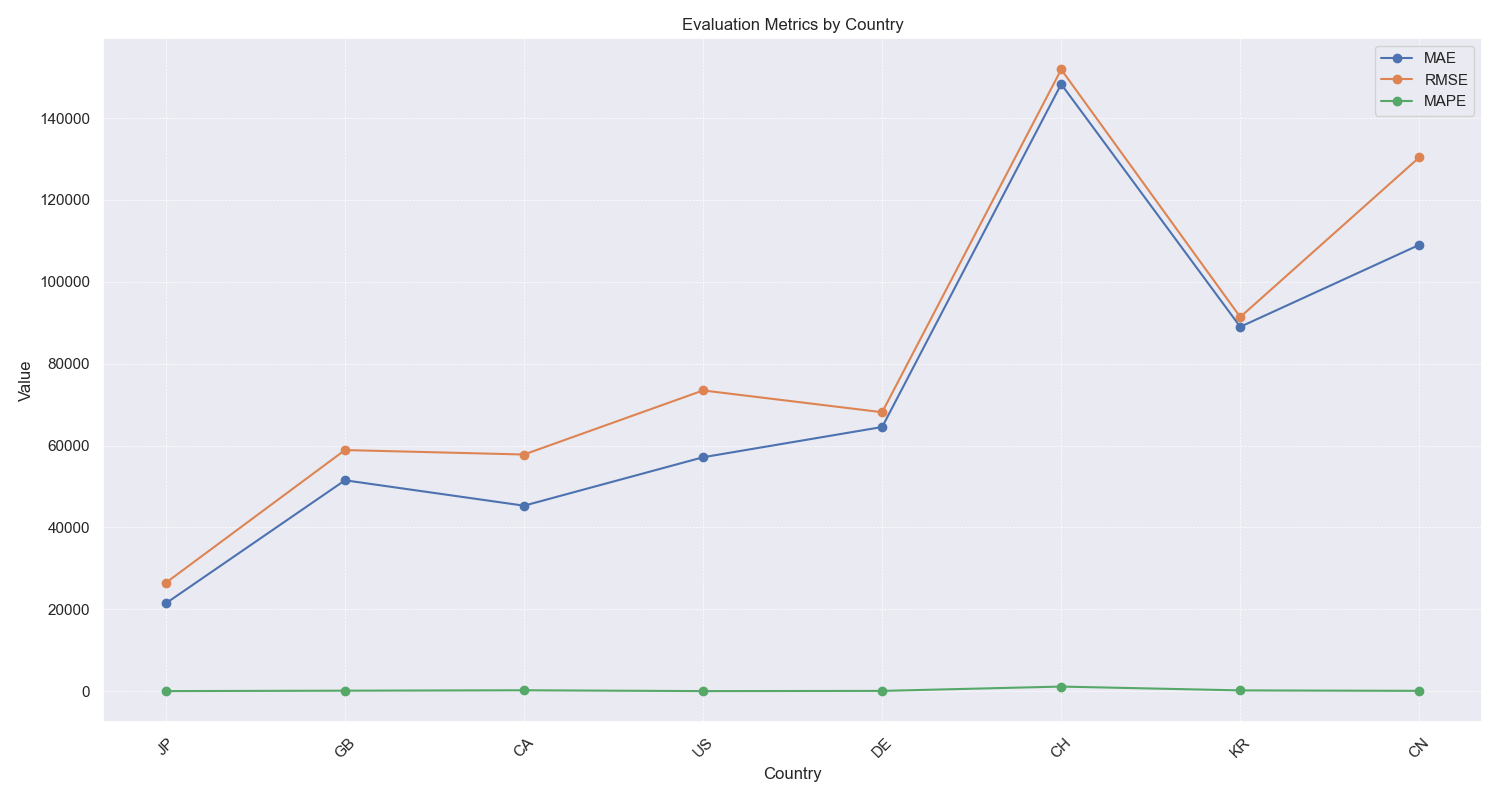 Evaluation Metrics by Country
MAE
RMSE
MAPE
140000
120000
100000
80000
60000
40000
20000
0
Value
JP
GB
CA
US
DE
CH
KR
CN
Country